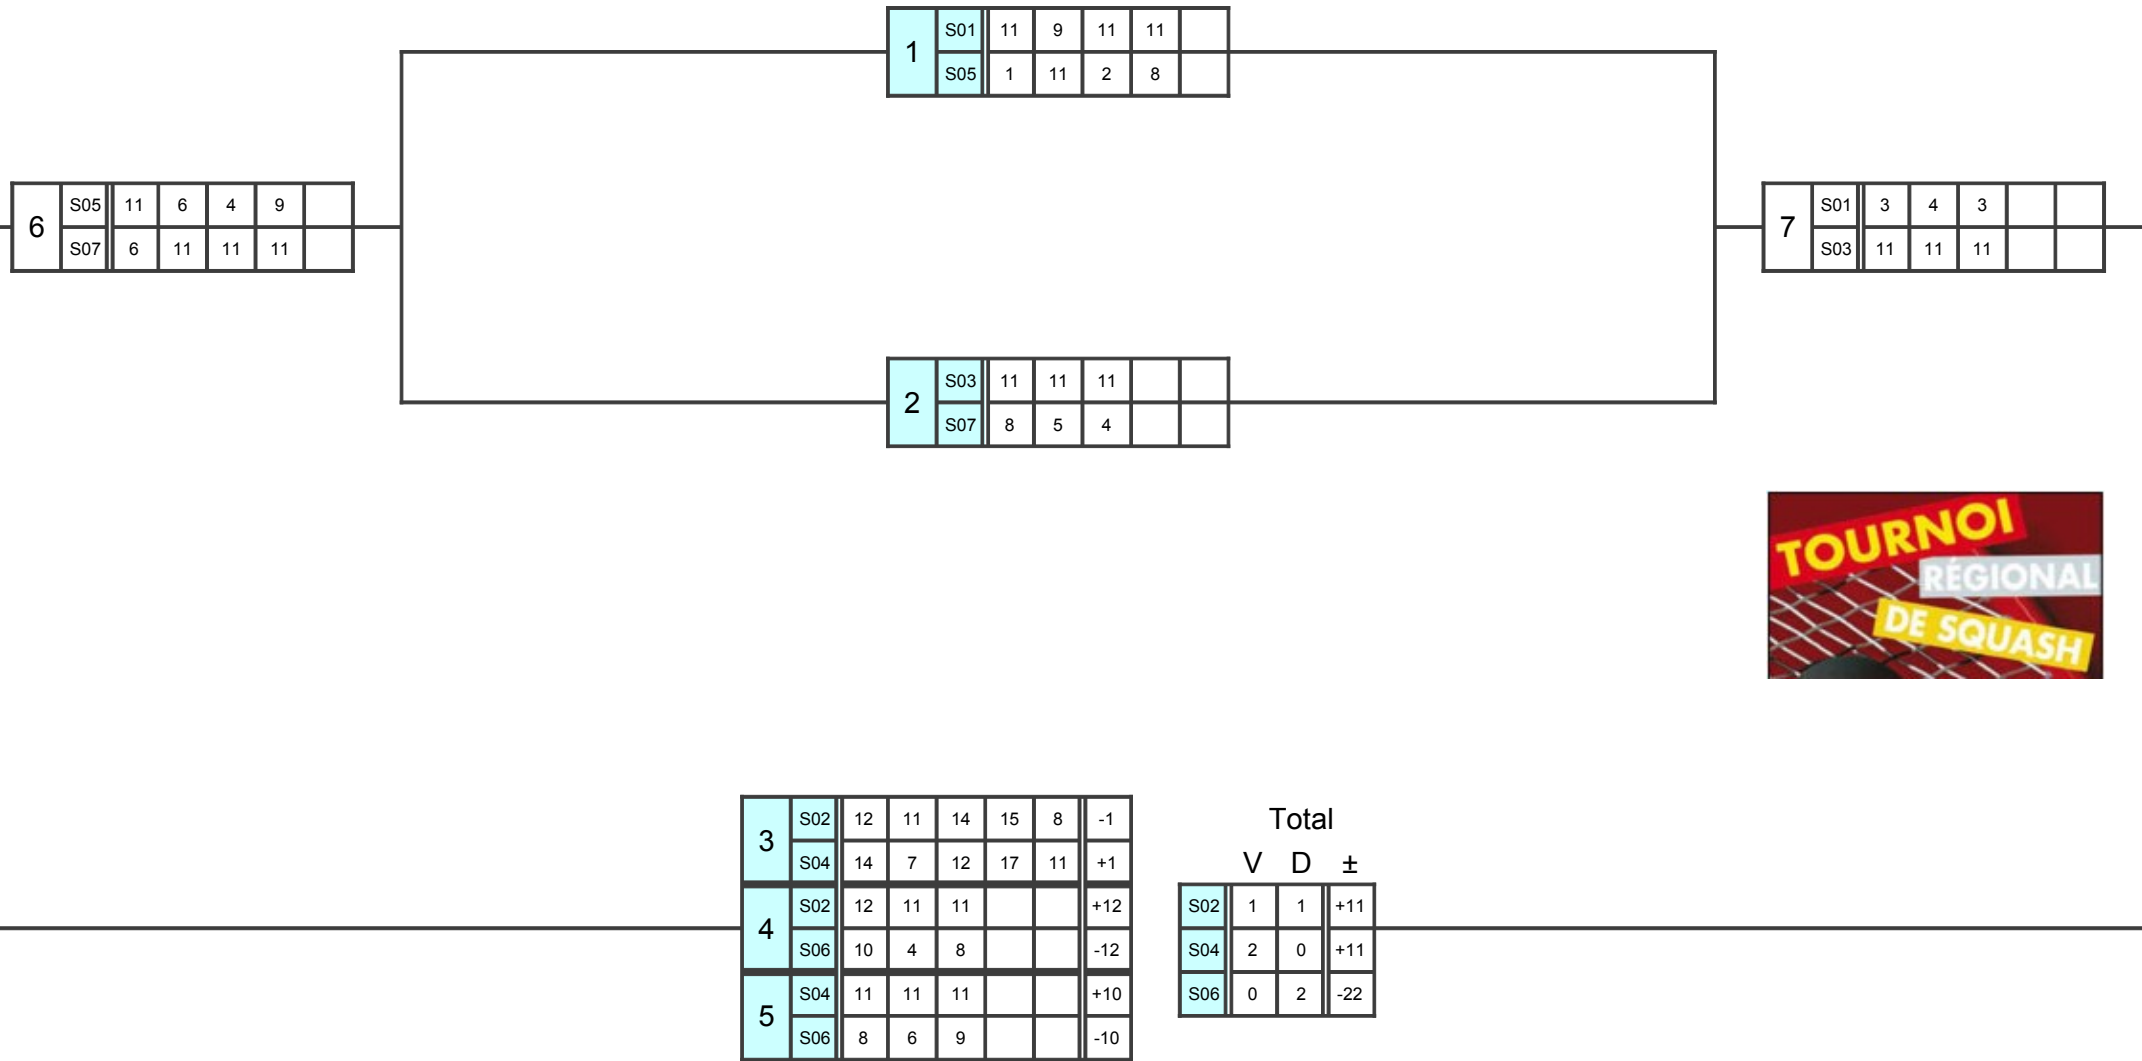 1 S01 11 9 11 11
S05 1 11 2 8
6 S05 11 6 4 9
S07 6 11 11 11
7 S01 3 4 3
S03 11 11 11
2 S03 11 11 11
S07 8 5 4
TOURNOI
RÉGIONAL
DE SQUASH
3 S02 12 11 14 15 8 -1
S04 14 7 12 17 11 +1
4 S02 12 11 11 +12
S06 10 4 8 -12
5 S04 11 11 11 +10
S06 8 6 9 -10
Total
V D ±
S02 1 1 +11
S04 2 0 +11
S06 0 2 -22